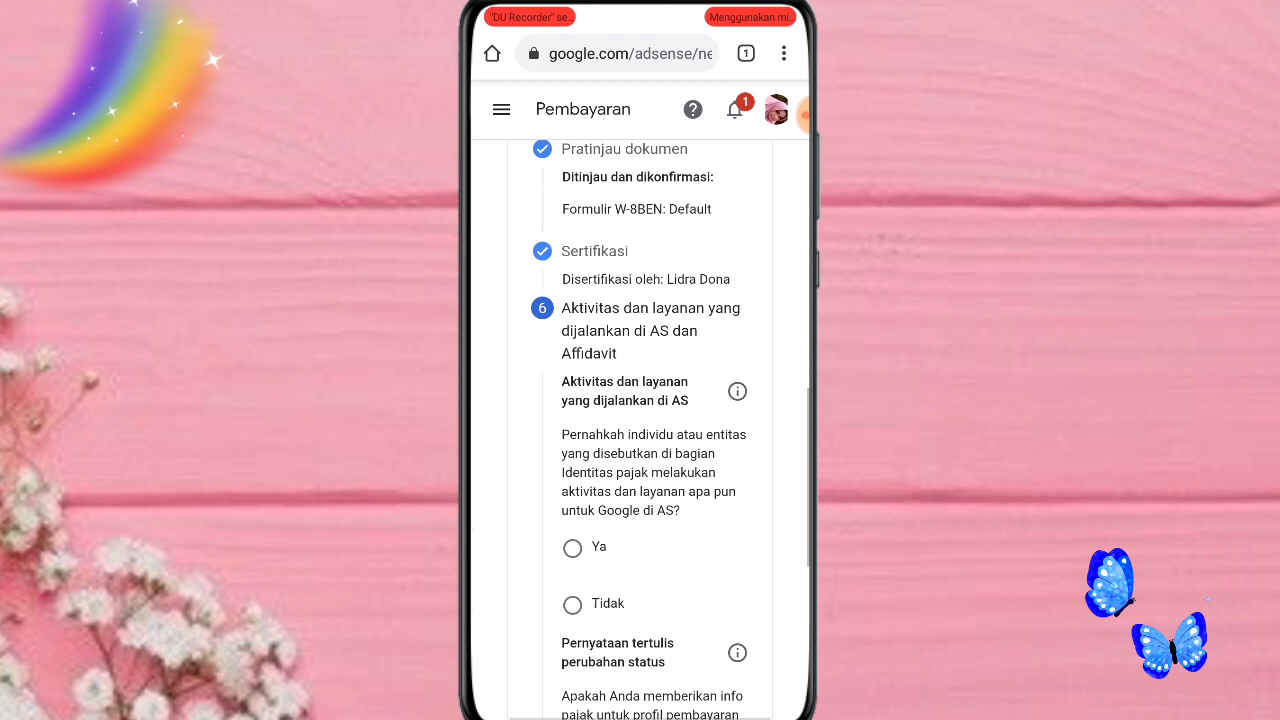 "DU Recorder" se...
Menggunakan mi...
google.com/adsense/ne
1
Pembayaran
1
Pratinjau dokumen
Ditinjau dan dikonfirmasi:
Formulir W-8BEN: Default
Sertifikasi
Disertifikasi oleh: Lidra Dona
6 Aktivitas dan layanan yang
dijalankan di AS dan
Affidavit
Aktivitas dan layanan
yang dijalankan di AS
Pernahkah individu atau entitas
yang disebutkan di bagian
Identitas pajak melakukan
aktivitas dan layanan apa pun
untuk Google di AS?
Ya
Tidak
Pernyataan tertulis
perubahan status
Apakah Anda memberikan info
pajak untuk profil pembayaran